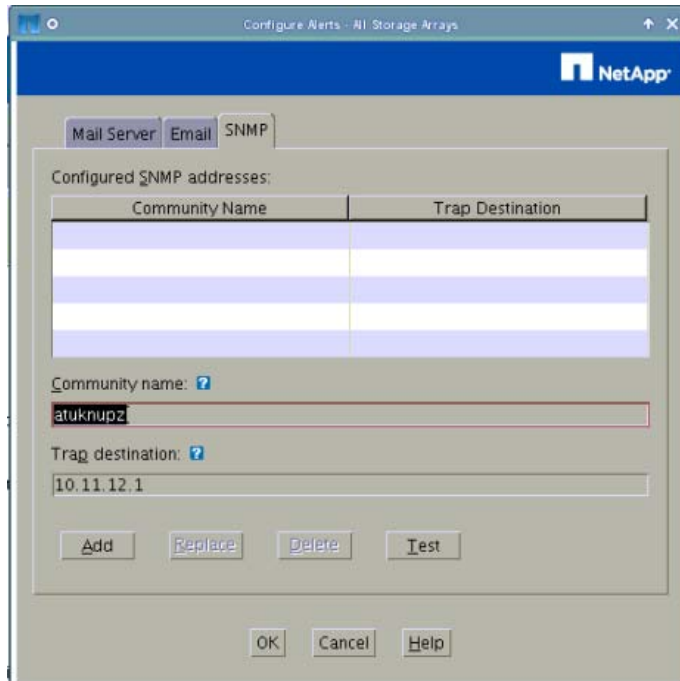 Configure Alerts - All Storage Arrays
NetApp
Mail Server Email SNMP
Configured SNMP addresses:
Community Name Trap Destination
Community name: ?
atuknupz
Trap destination: ?
10.11.12.1
Add Replace Delete Test
OK Cancel Help